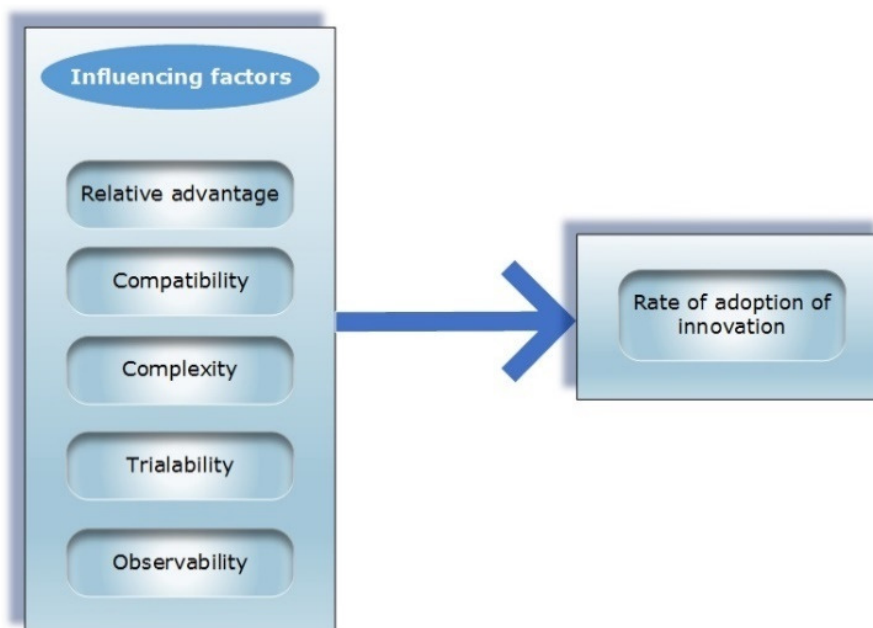 Influencing factors
Relative advantage
Compatibility
Complexity
Trialability
Observability
Rate of adoption of
innovation